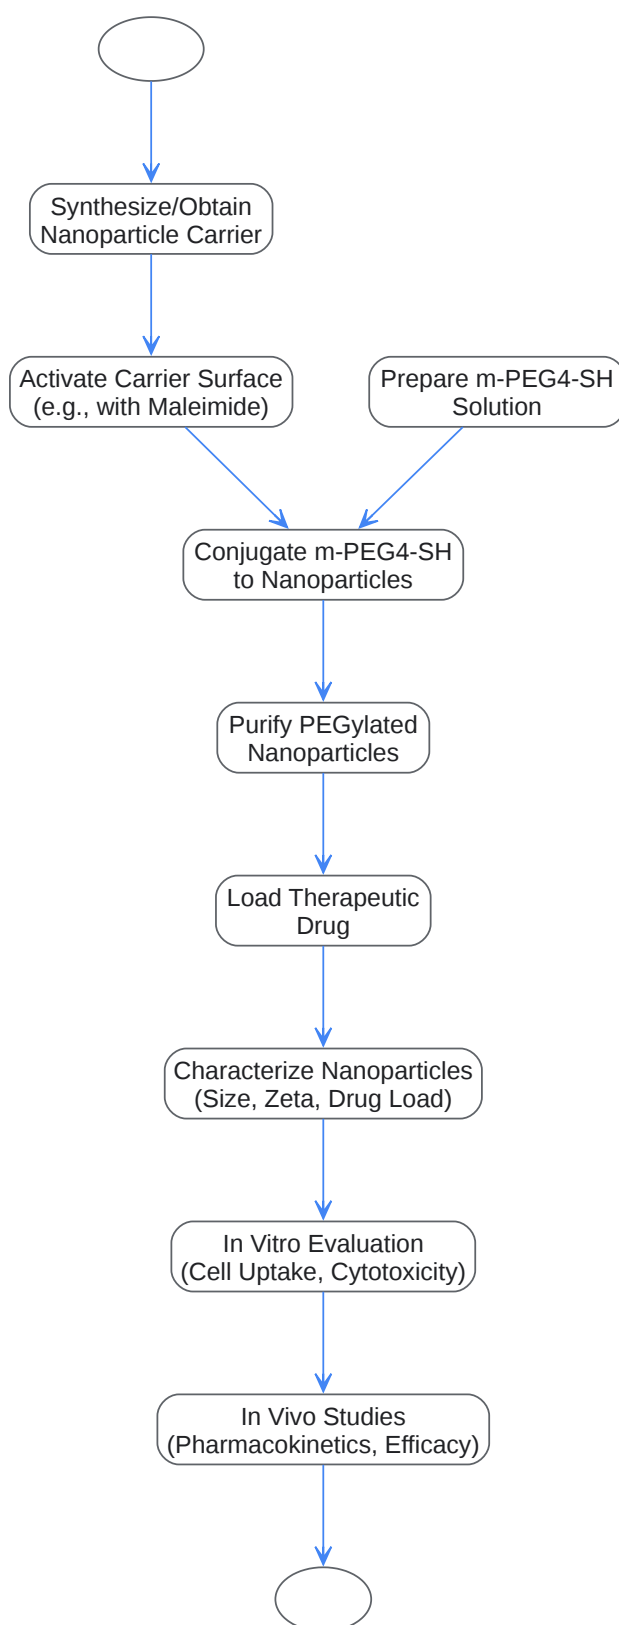 Synthesize/Obtain
Nanoparticle Carrier
Activate Carrier Surface
(e.g., with Maleimide)
Prepare m-PEG4-SH
Solution
Conjugate m-PEG4-SH
to Nanoparticles
Purify PEGylated
Nanoparticles
Load Therapeutic
Drug
Characterize Nanoparticles
(Size, Zeta, Drug Load)
In Vitro Evaluation
(Cell Uptake, Cytotoxicity)
In Vivo Studies
(Pharmacokinetics, Efficacy)